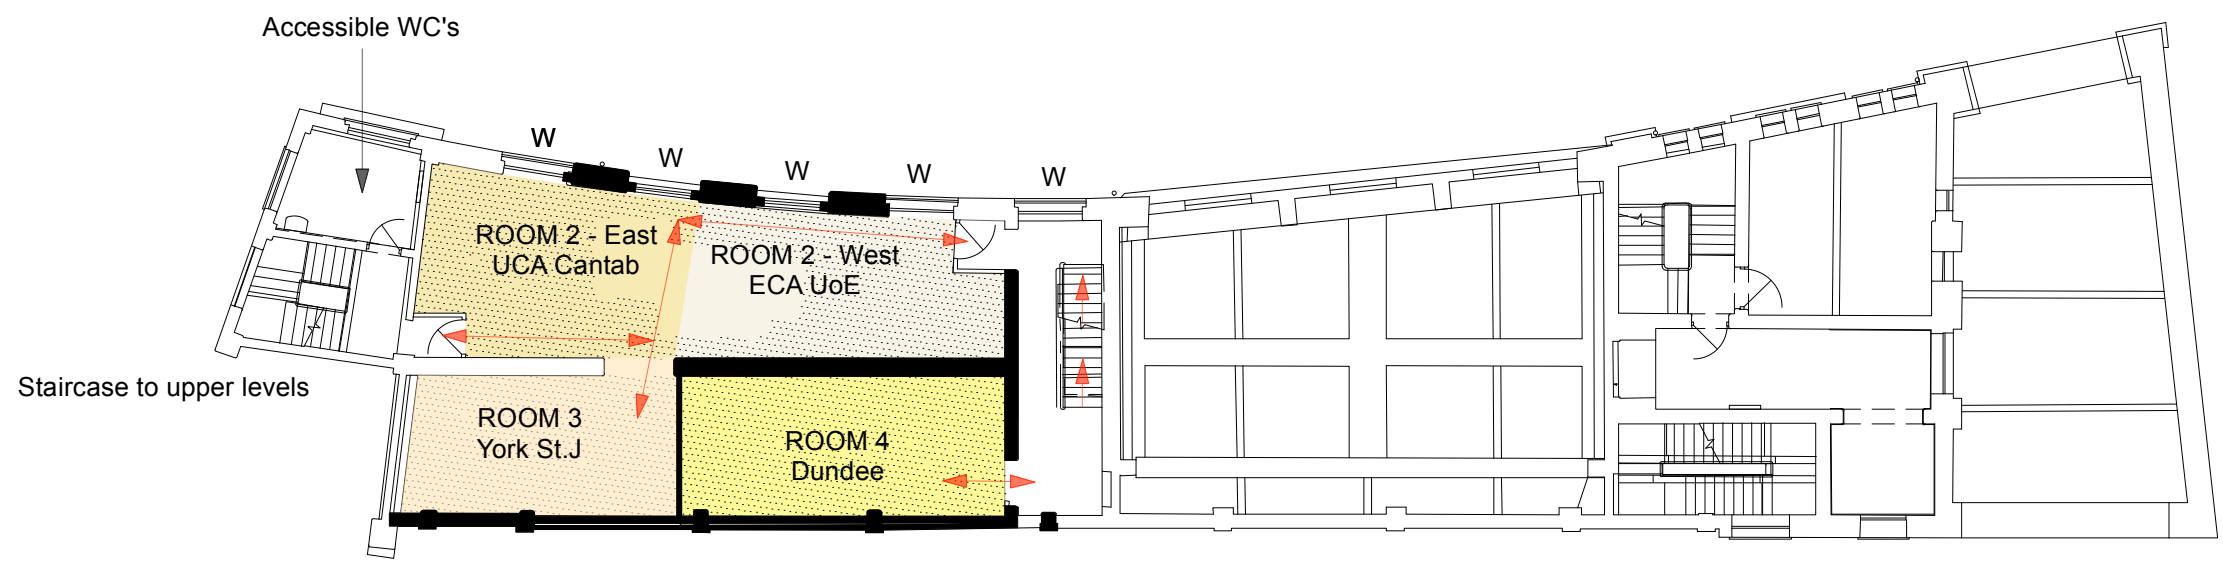 Accessible WC's
W
W
W
W
W
ROOM 2 - East
UCA Cantab
ROOM 2 - West
ECA UoE
Staircase to upper levels
ROOM 3
York St.J
ROOM 4
Dundee